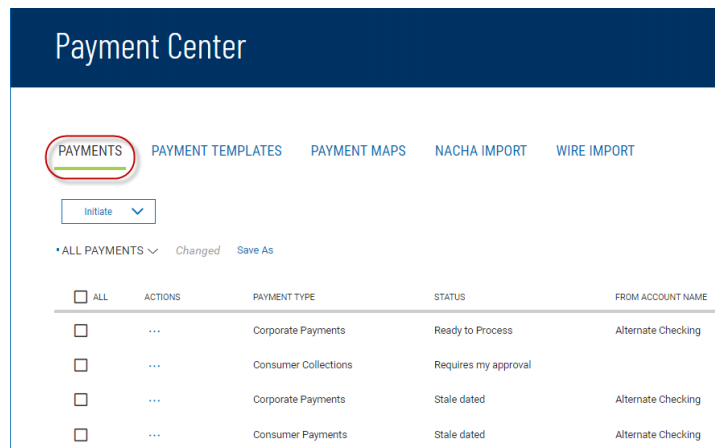 Payment Center
PAYMENTS PAYMENT TEMPLATES PAYMENT MAPS NACHA IMPORT WIRE IMPORT
Initiate
ALL PAYMENTS Changed Save As
ALL ACTIONS PAYMENT TYPE STATUS FROM ACCOUNT NAME
... Corporate Payments Ready to Process Alternate Checking
... Consumer Collections Requires my approval
... Corporate Payments Stale dated Alternate Checking
... Consumer Payments Stale dated Alternate Checking